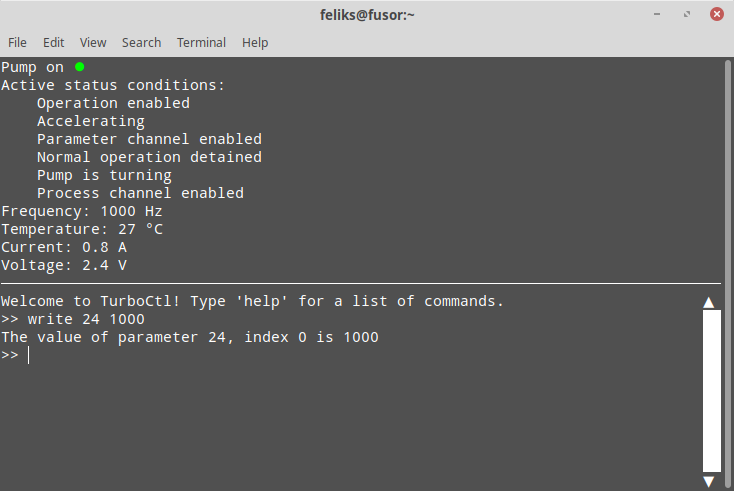 feliks@fusor:~
File Edit View Search Terminal Help
Pump on
Active status conditions:
Operation enabled
Accelerating
Parameter channel enabled
Normal operation detained
Pump is turning
Process channel enabled
Frequency: 1000 Hz
Temperature: 27 °C
Current: 0.8 A
Voltage: 2.4 V
Welcome to TurboCtl! Type 'help' for a list of commands.
>> write 24 1000
The value of parameter 24, index 0 is 1000
>>